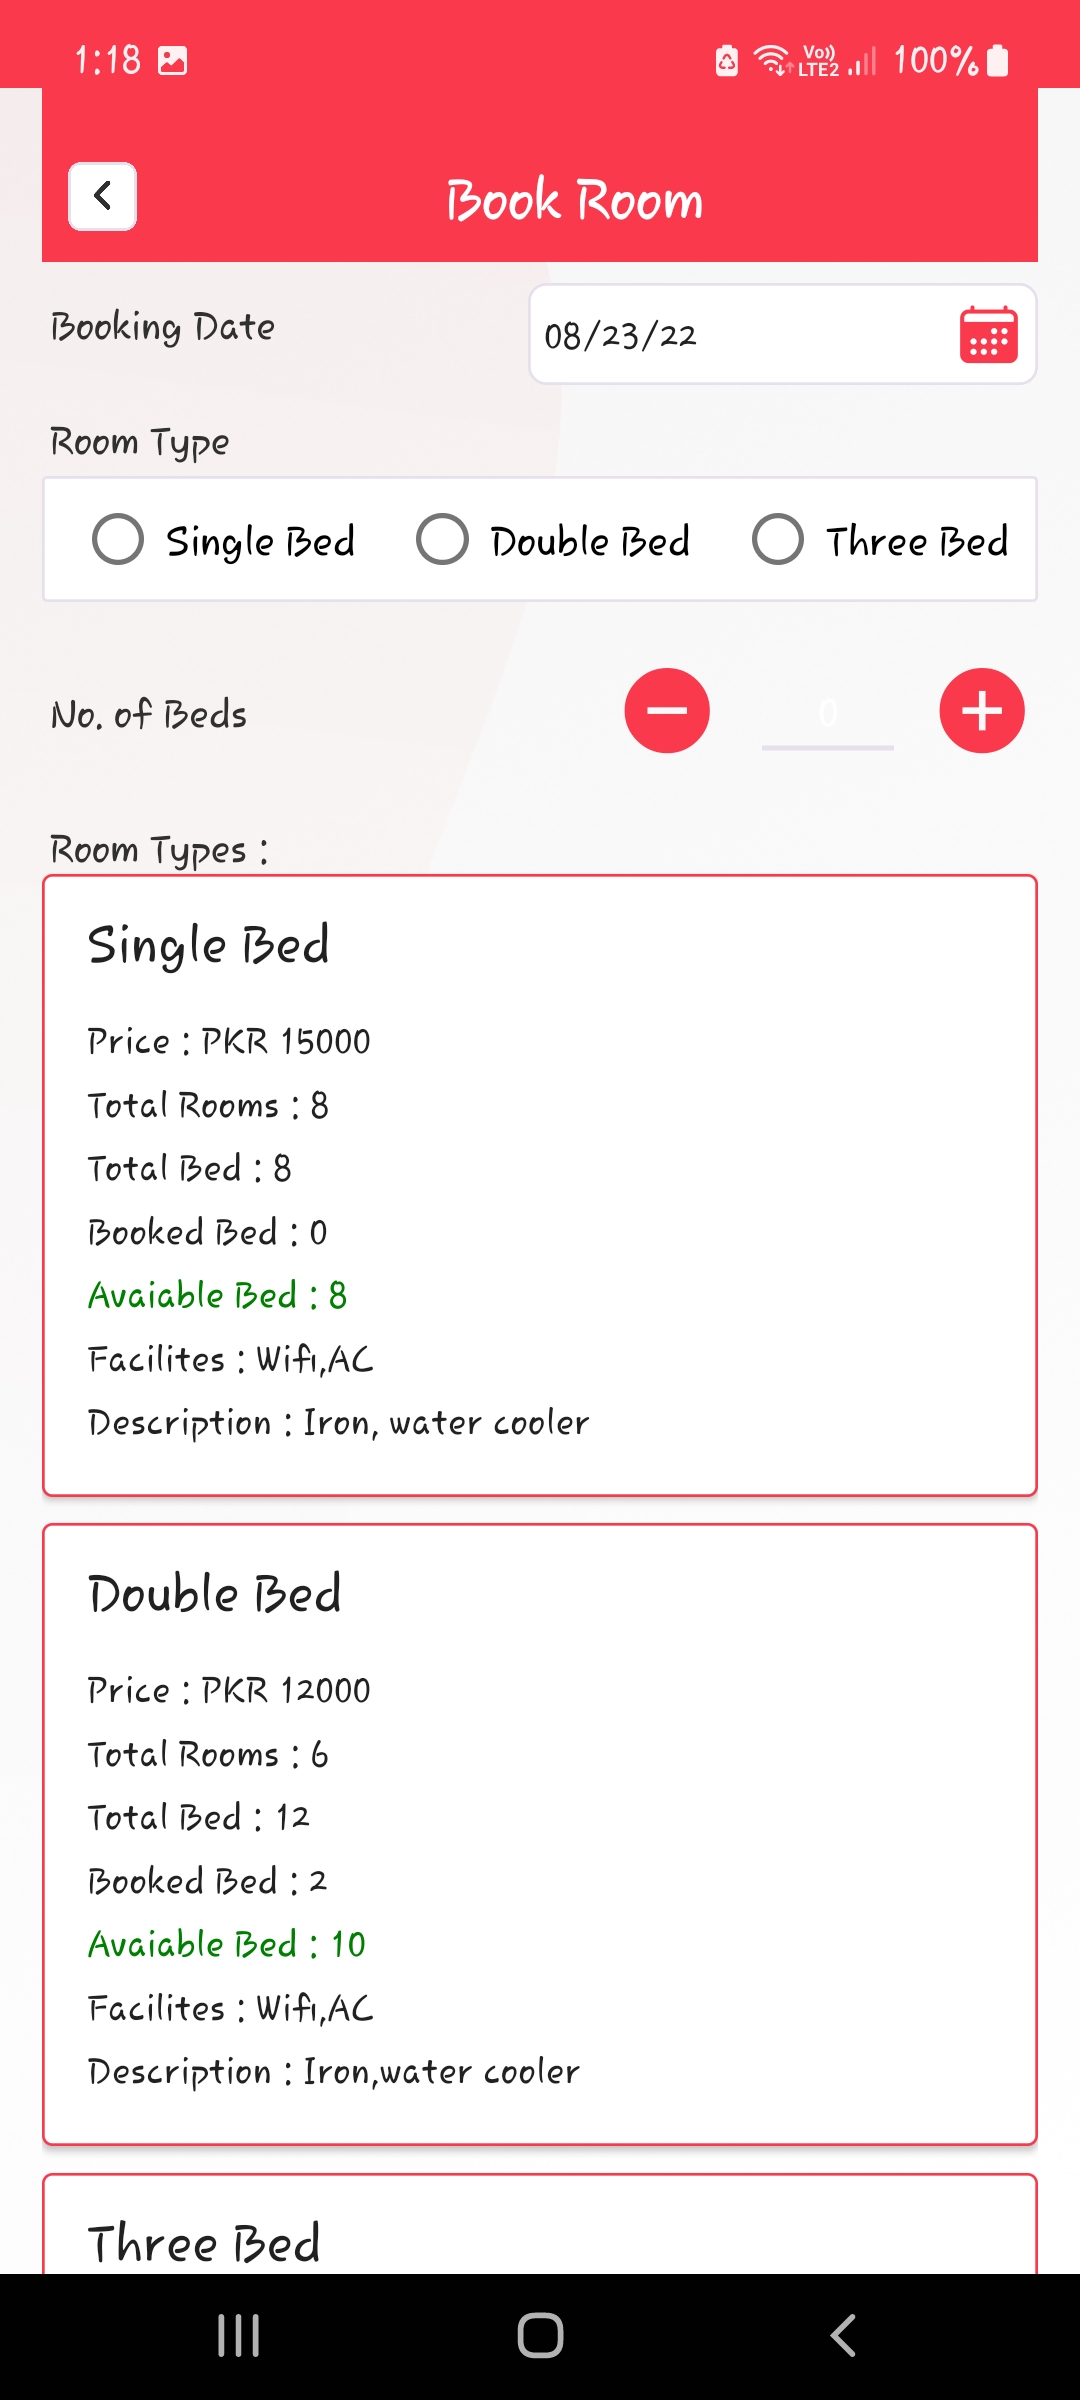 1:18 Vo)) LTE2 100%
Book Room
Booking Date 08/23/22
Room Type
Single Bed Double Bed Three Bed
No. of Beds 0
Room Types :
Single Bed
Price : PKR 15000
Total Rooms : 8
Total Bed : 8
Booked Bed : 0
Avaiable Bed : 8
Facilites : Wifi,AC
Description : Iron, water cooler
Double Bed
Price : PKR 12000
Total Rooms : 6
Total Bed : 12
Booked Bed : 2
Avaiable Bed : 10
Facilites : Wifi,AC
Description : Iron,water cooler
Three Bed